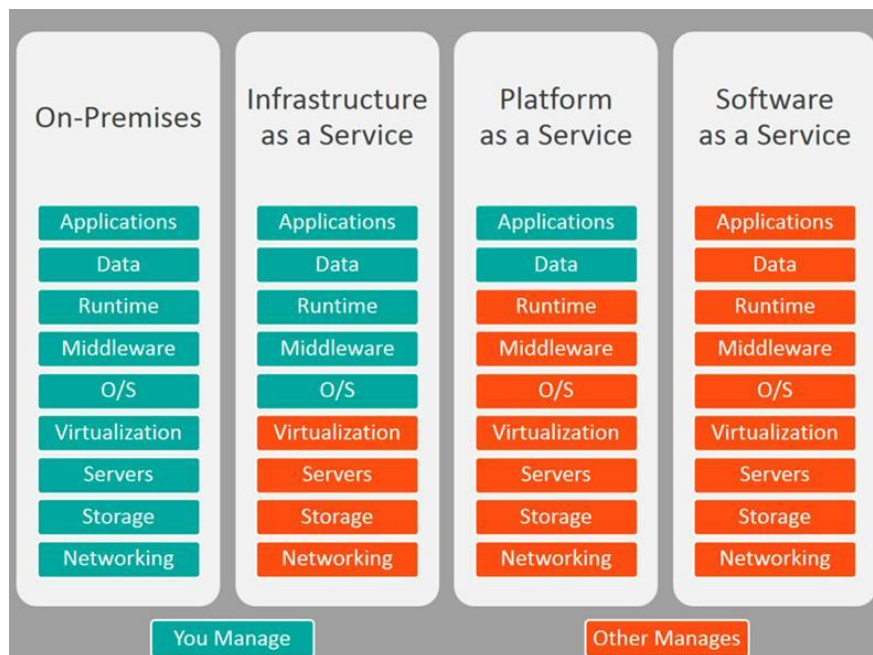 On-Premises
Applications
Data
Runtime
Middleware
O/S
Virtualization
Servers
Storage
Networking
Infrastructure
as a Service
Applications
Data
Runtime
Middleware
O/S
Virtualization
Servers
Storage
Networking
Platform
as a Service
Applications
Data
Runtime
Middleware
O/S
Virtualization
Servers
Storage
Networking
Software
as a Service
Applications
Data
Runtime
Middleware
O/S
Virtualization
Servers
Storage
Networking
You Manage
Other Manages